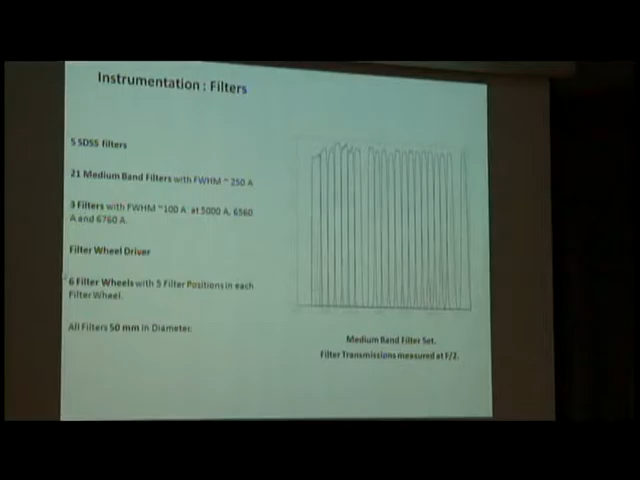 Instrumentation : Filters
5 SDSS filters
21 Medium Band Filters with FWHM ~ 250 A
3 Filters with FWHM ~100 A at 5000 A, 6560
A and 6760 A.
Filter Wheel Driver
6 Filter Wheels with 5 Filter Positions in each
Filter Wheel.
All Filters 50 mm in Diameter.
Medium Band Filter Set.
Filter Transmissions measured at F/2.